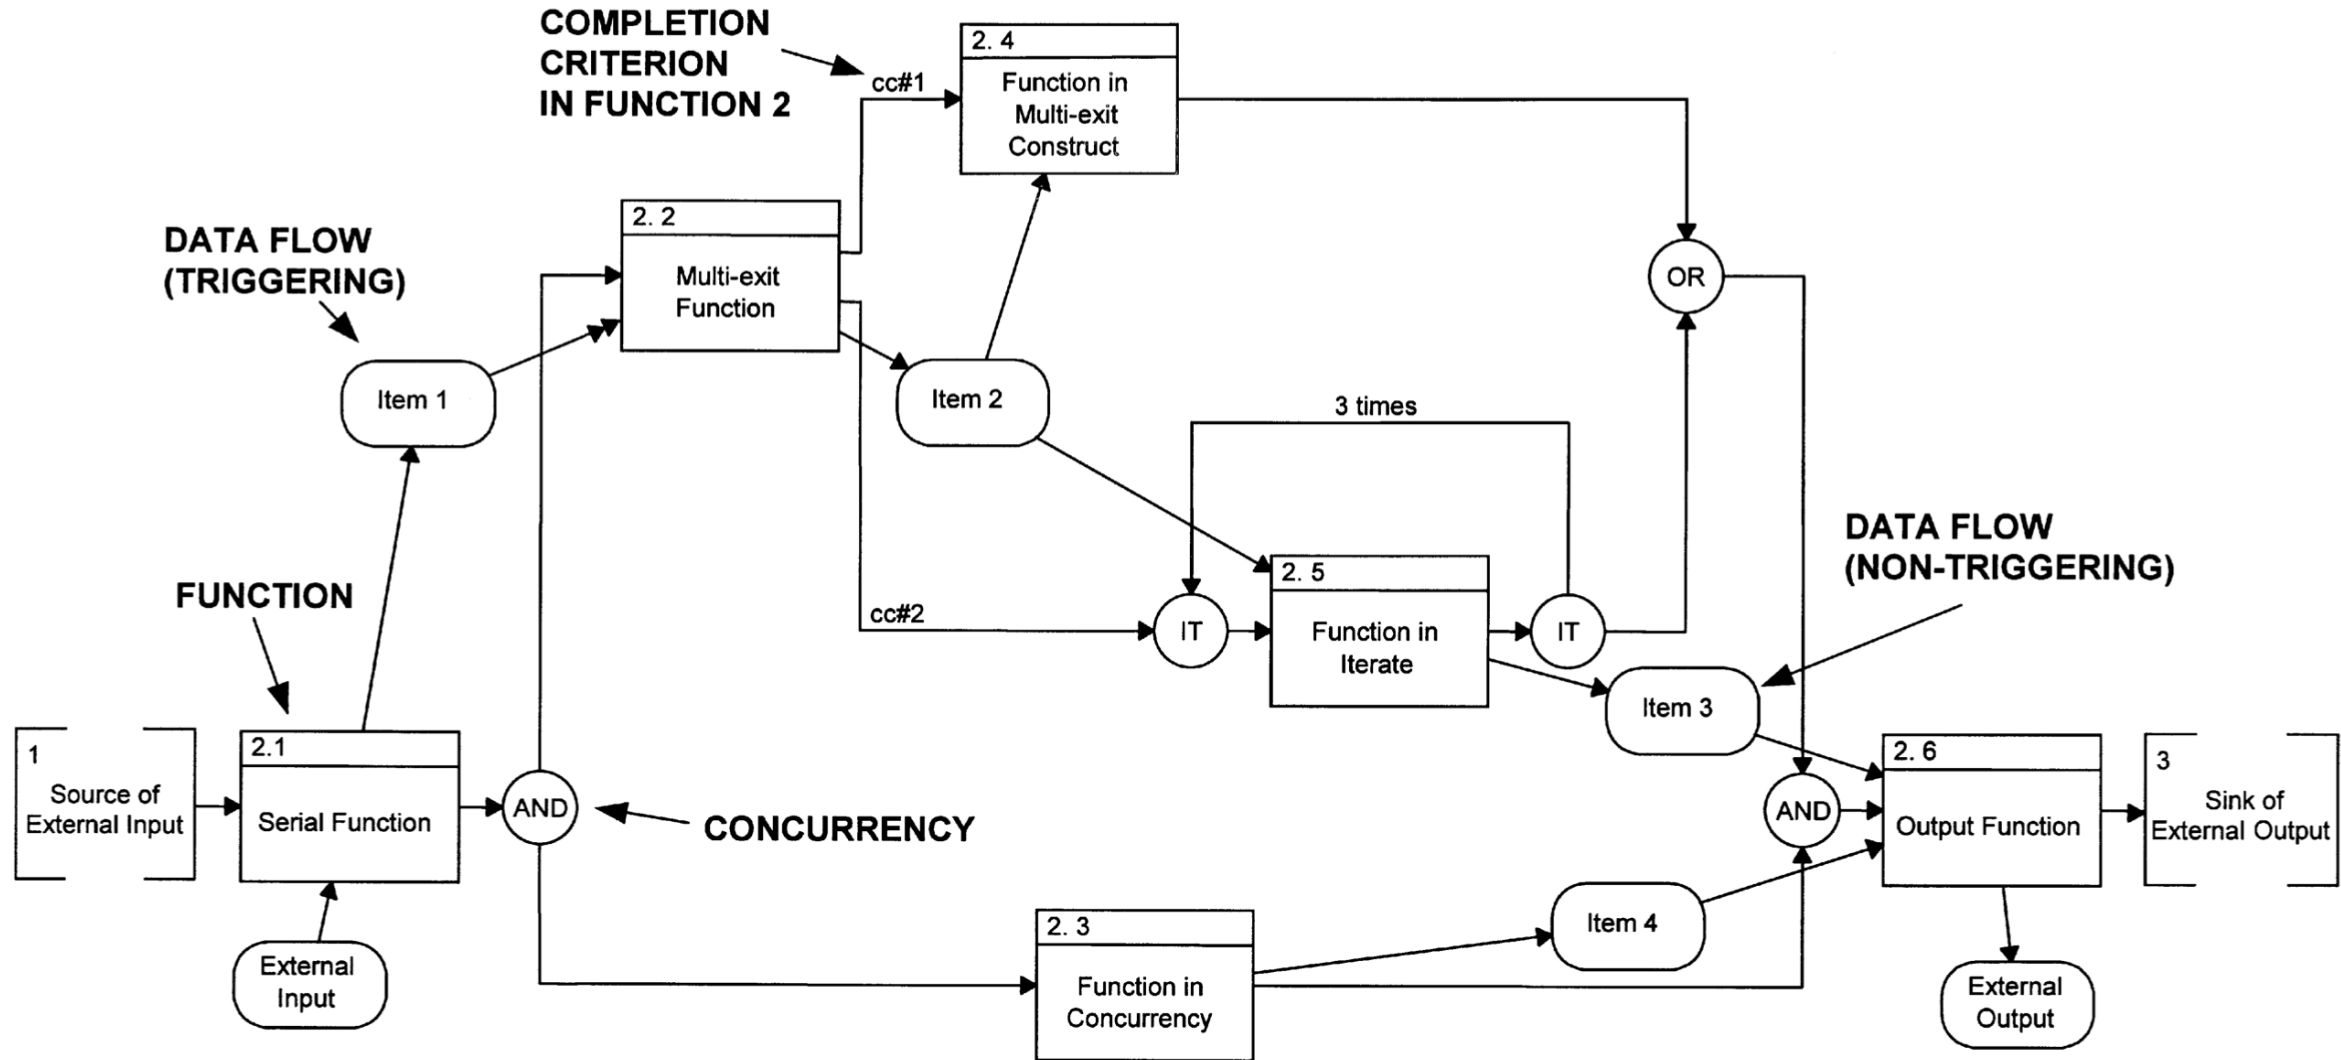 COMPLETION
CRITERION
IN FUNCTION 2
cc#1
2. 4
Function in
Multi-exit
Construct
DATA FLOW
(TRIGGERING)
2. 2
Multi-exit
Function
OR
Item 1
Item 2
3 times
DATA FLOW
(NON-TRIGGERING)
FUNCTION
cc#2
IT
2. 5
Function in
Iterate
IT
Item 3
1
Source of
External Input
2.1
Serial Function
AND
CONCURRENCY
AND
2. 6
Output Function
3
Sink of
External Output
External
Input
2. 3
Function in
Concurrency
Item 4
External
Output